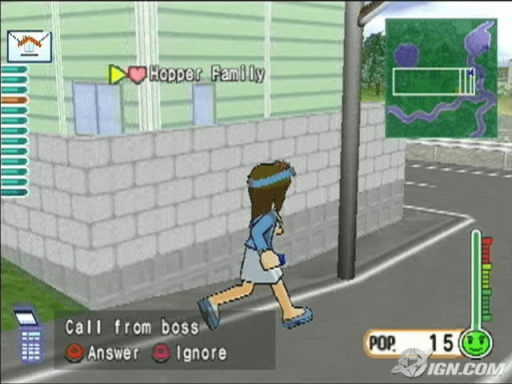 Hopper Family
Call from boss
Answer Ignore
POP. 15
IGN.COM